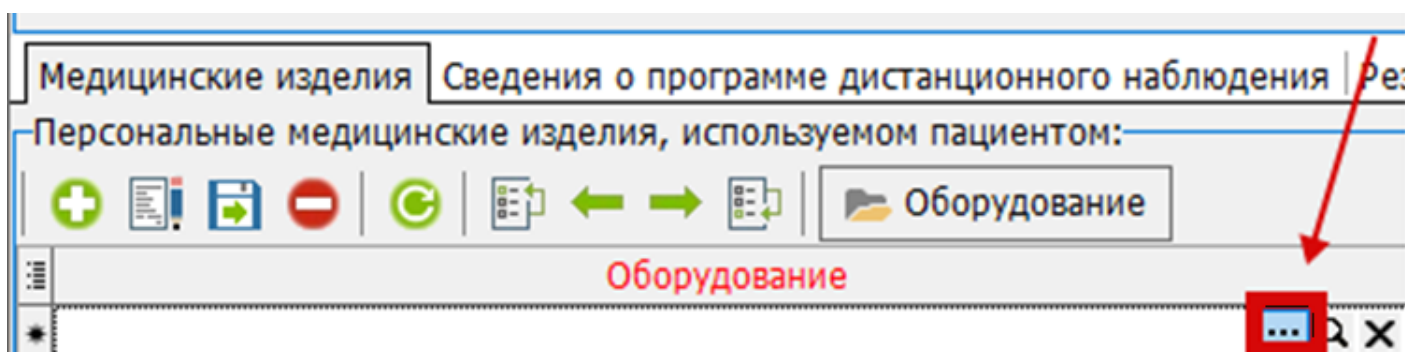 Медицинские изделия Сведения о программе дистанционного наблюдения
Персональные медицинские изделия, используемом пациентом:
Оборудование
Оборудование
...